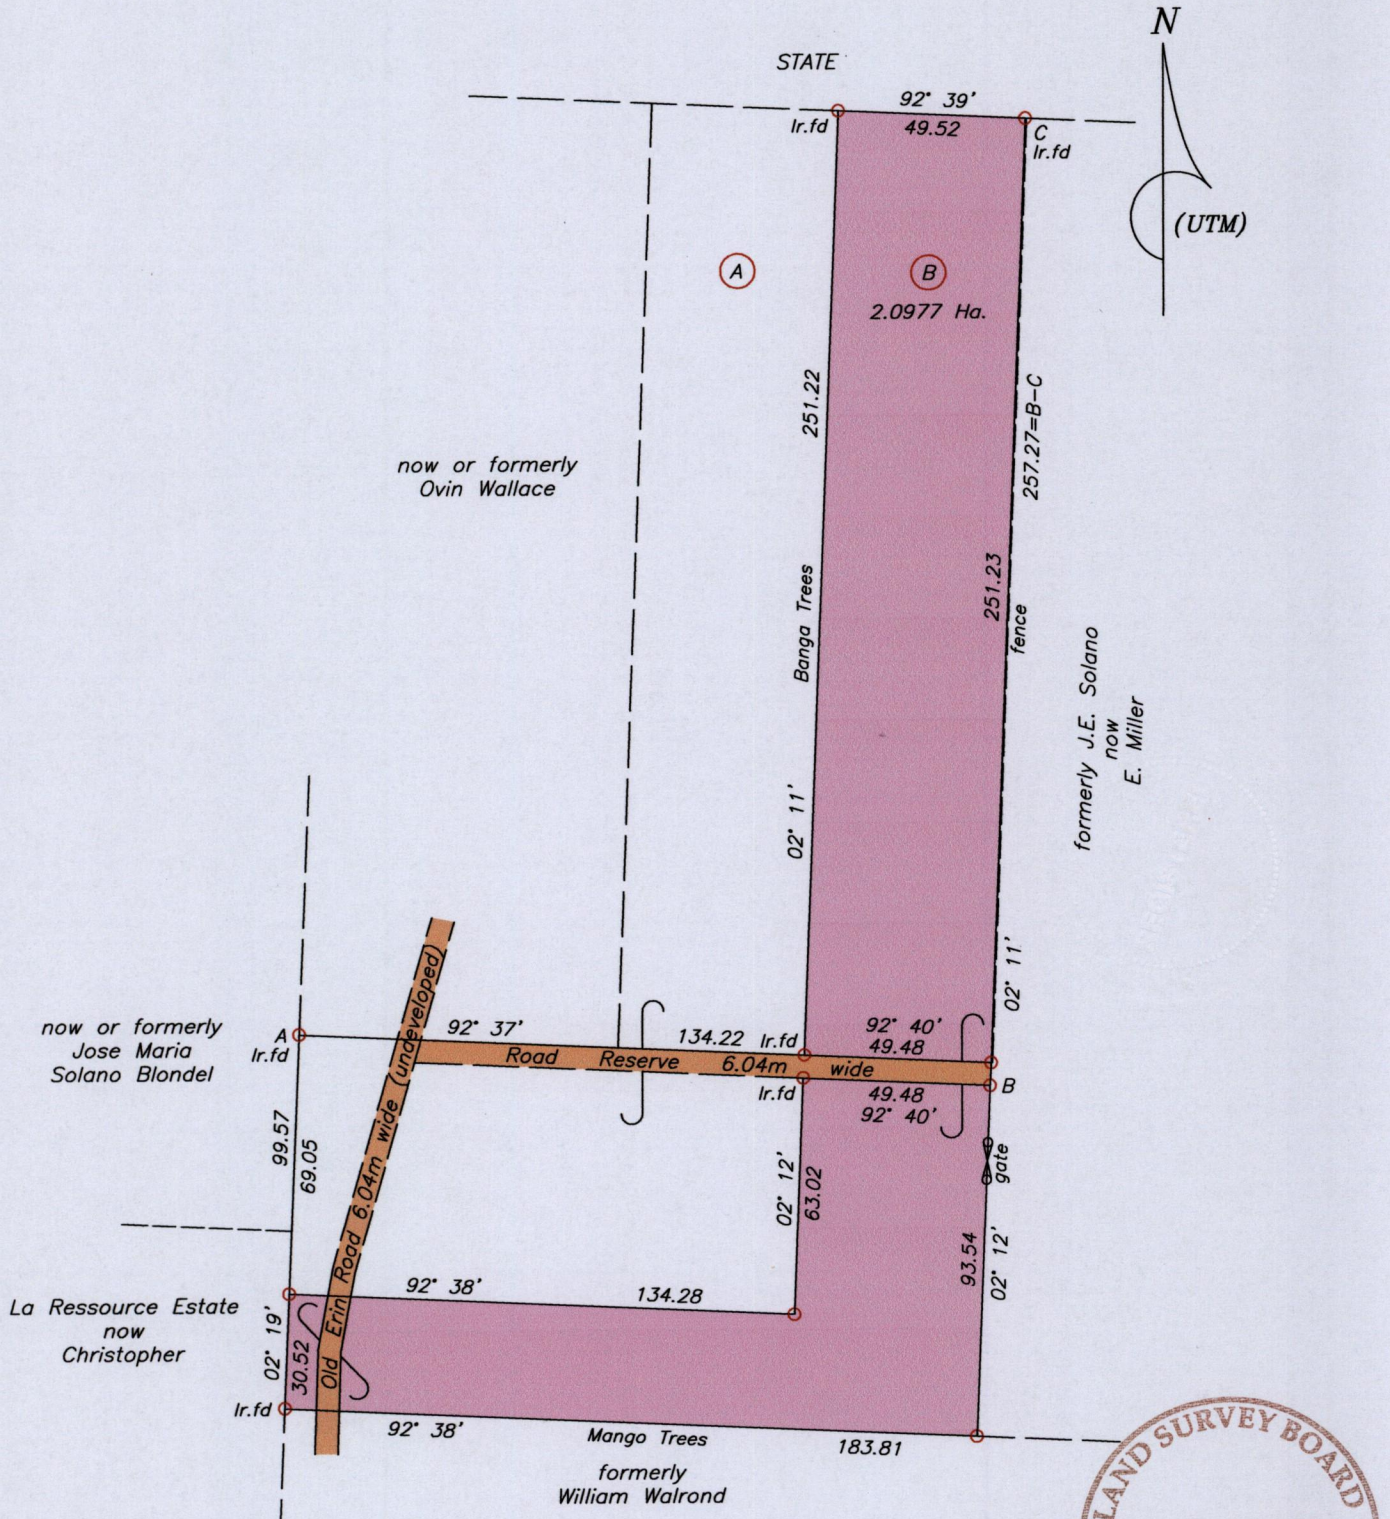 N
STATE
92° 39'
Ir.fd
49.52
C
Ir.fd
(UTM)
A
B
2.0977 Ha.
251.22
257.27=B-C
now or formerly
Ovin Wallace
Banga Trees
251.23
fence
formerly J.E. Solano
now
E. Miller
02° 11'
02° 11'
now or formerly
Jose Maria
Solano Blondel
A
Ir.fd
92° 37'
134.22
Ir.fd
92° 40'
49.48
Road Reserve 6.04m wide
Ir.fd
49.48
92° 40'
B
gate
99.57
69.05
Old Erin Road 6.04m wide (undeveloped)
02° 12'
63.02
93.54
02° 12'
92° 38'
134.28
La Ressource Estate
now
Christopher
02° 19'
30.52
Ir.fd
92° 38'
Mango Trees
183.81
formerly
William Walrond
LAND SURVEY BOARD